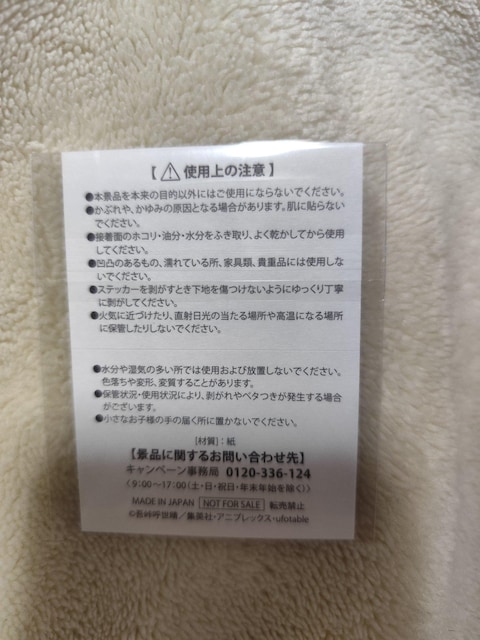 【⚠使用上の注意】
●本景品を本来の目的以外にはご使用にならないでください。
●かぶれや、かゆみの原因となる場合があります。肌に貼らない
でください。
●接着面のホコリ・油分・水分をふき取り、よく乾かしてから使用
してください。
●凹凸のあるもの、濡れている所、家具類、貴重品には使用しな
いでください。
●ステッカーを剥がすとき下地を傷つけないようにゆっくり丁寧
に剥がしてください。
●火気に近づけたり、直射日光の当たる場所や高温になる場所
に保管したりしないでください。
●水分や湿気の多い所では使用および放置しないでください。
色落ちや変形、変質することがあります。
●保管状況・使用状況により、剥がれやベタつきが発生する場合
がございます。
●小さなお子様の手の届く所に置かないでください。
[材質]:紙
【景品に関するお問い合わせ先】
キャンペーン事務局 0120-336-124
〈9:00～17:00(土・日・祝日・年末年始を除く)〉
MADE IN JAPAN NOT FOR SALE 転売禁止
©吾峠呼世晴/集英社・アニプレックス・ufotable